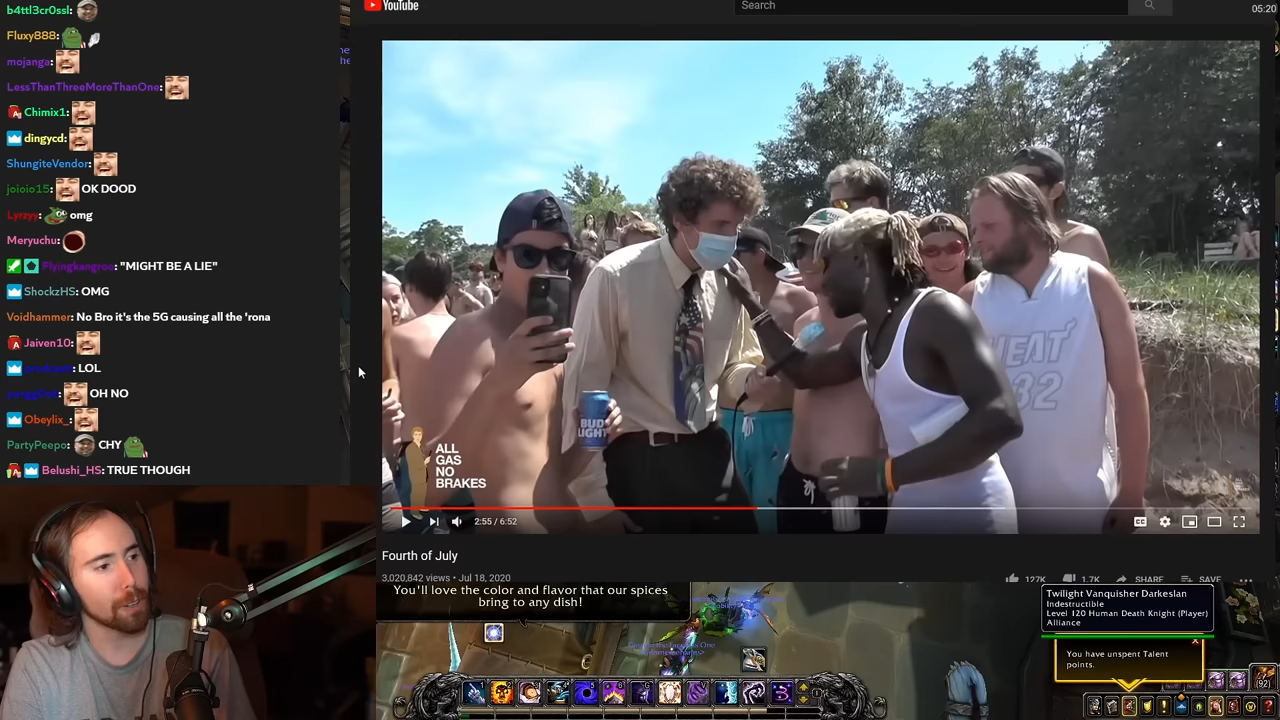 b4ttl3cr0ssl:
Fluxy888:
mojanga:
LessThanThreeMoreThanOne:
Chimix1:
dingycd:
ShungiteVendor:
joioio15: OK DOOD
Lyrzyy: omg
Meryuchu:
Flyingkangroo: "MIGHT BE A LIE"
ShockzHS: OMG
Voidhammer: No Bro it's the 5G causing all the 'rona
Jaiven10:
LOL
OH NO
Obeylix_:
PartyPeepo: CHY
Belushi_HS: TRUE THOUGH
YouTube
Search
05:20
BUD
LIGHT
HEAT
32
ALL
GAS
NO
BRAKES
2:55 / 6:52
Fourth of July
3,020,842 views • Jul 18, 2020
127K
1.7K
SHARE
SAVE
You'll love the color and flavor that our spices
bring to any dish!
Twilight Vanquisher Darkeslan
Indestructible
Level 120 Human Death Knight (Player)
Alliance
You have unspent Talent
points.